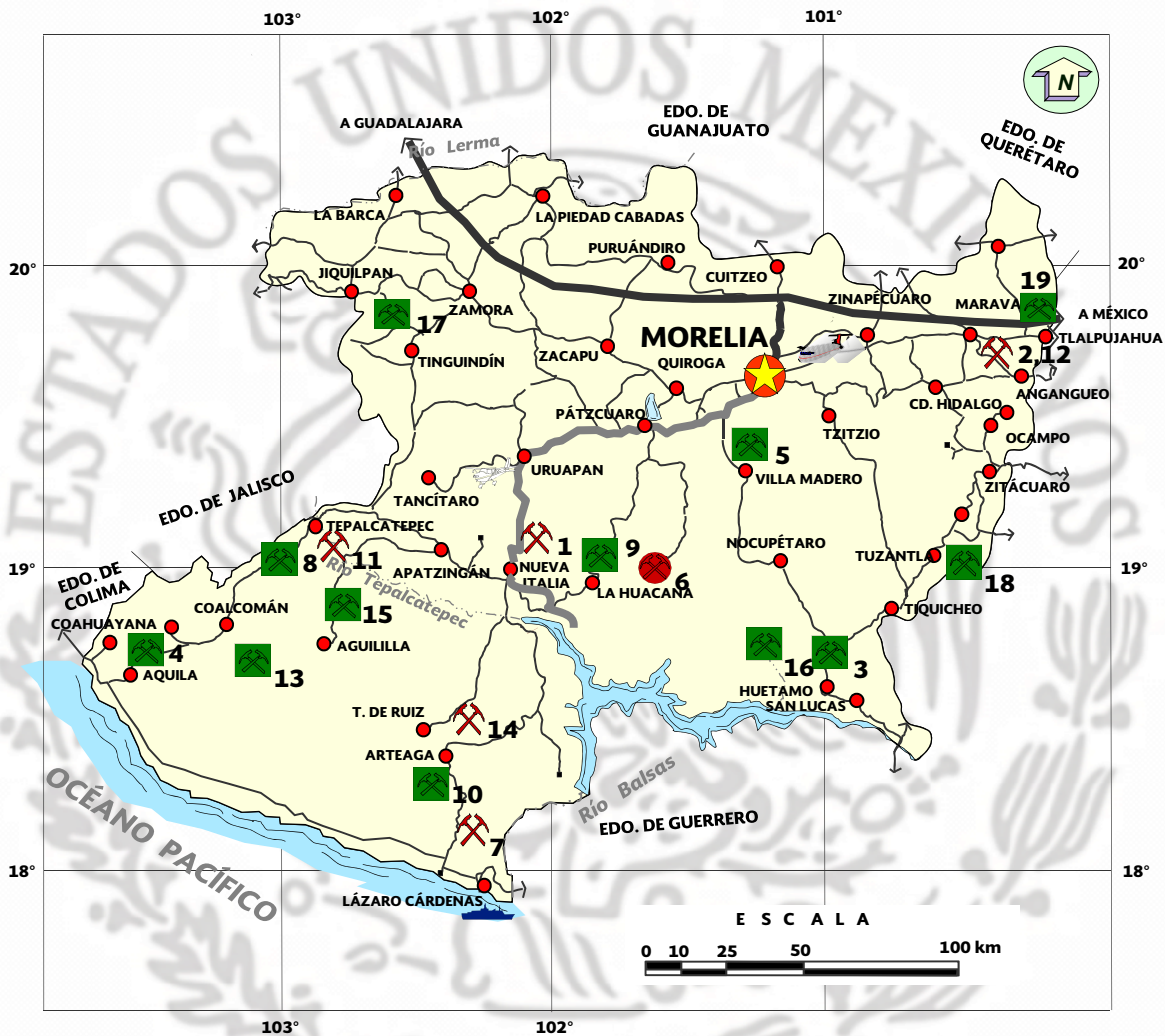 103°
102°
101°
ESTADOS UNIDOS MEXICANOS
N
A GUADALAJARA
Río Lerma
EDO. DE
GUANAJUATO
EDO. DE
QUERÉTARO
LA BARCA
LA PIEDAD CABADAS
PURUÁNDIRO
CUITZEO
20°
20°
JIQUILPAN
ZAMORA
17
ZINAPÉCUARO
MARAVA
19
A MÉXICO
TLALPUJAHUA
MORELIA
TINGUINDÍN
ZACAPU
QUIROGA
2,12
ANGANGUEO
CD. HIDALGO
PÁTZCUARO
TZITZIO
OCAMPO
5
URUAPAN
VILLA MADERO
ZITÁCUARO
TANCÍTARO
EDO. DE JALISCO
TEPALCATEPEC
11
1
9
NOCUPÉTARO
TUZANTLA
8
APATZINGÁN
NUEVA
ITALIA
19°
19°
6
18
LA HUACANA
EDO. DE
COLIMA
Río Tepalcatepec
COALCOMÁN
15
TIQUICHEO
COAHUAYANA
AGUILILLA
4
AQUILA
13
16
3
HUETAMO
SAN LUCAS
T. DE RUIZ
14
ARTEAGA
10
Río Balsas
OCÉANO PACÍFICO
EDO. DE GUERRERO
7
18°
18°
LÁZARO CÁRDENAS
E S C A L A
0 10 25 50 100 km
103°
102°
101°